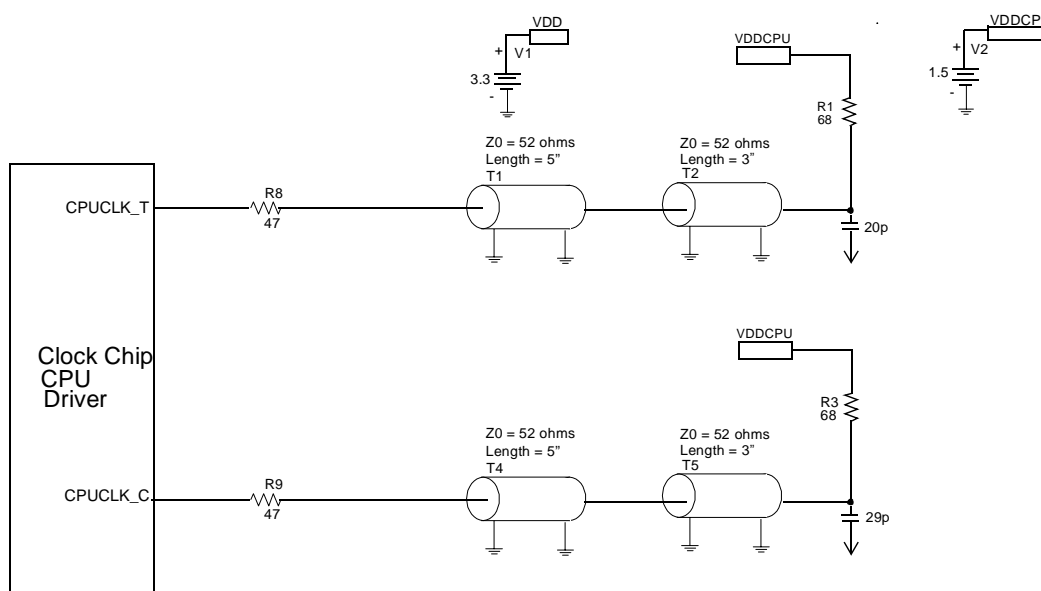 VDD
+ V1
3.3
-
VDDCPU
.
VDDCP
+ V2
1.5
-
R1
68
Z0 = 52 ohms
Length = 5”
T1
Z0 = 52 ohms
Length = 3”
T2
CPUCLK_T
R8
47
20p
VDDCPU
Clock Chip
CPU
Driver
R3
68
Z0 = 52 ohms
Length = 5”
T4
Z0 = 52 ohms
Length = 3”
T5
CPUCLK_C
R9
47
29p